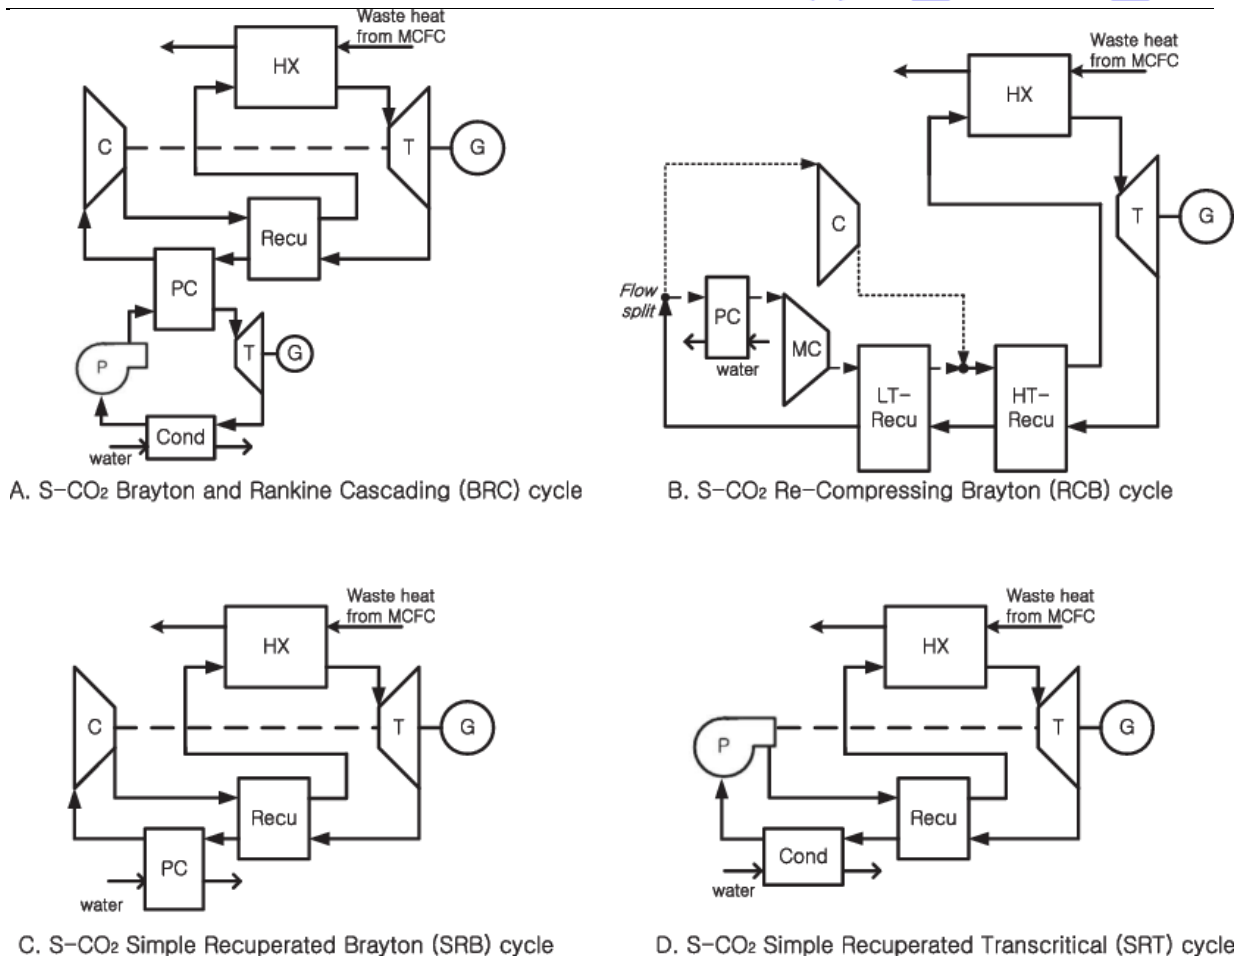 Waste heat
from MCFC
HX
C
T
G
Recu
PC
T
G
P
Cond
water
A. S-CO₂ Brayton and Rankine Cascading (BRC) cycle
Waste heat
from MCFC
HX
T
G
C
Flow
split
PC
water
MC
LT-
Recu
HT-
Recu
B. S-CO₂ Re-Compressing Brayton (RCB) cycle
Waste heat
from MCFC
HX
C
T
G
Recu
PC
water
C. S-CO₂ Simple Recuperated Brayton (SRB) cycle
Waste heat
from MCFC
HX
P
T
G
Recu
Cond
water
D. S-CO₂ Simple Recuperated Transcritical (SRT) cycle